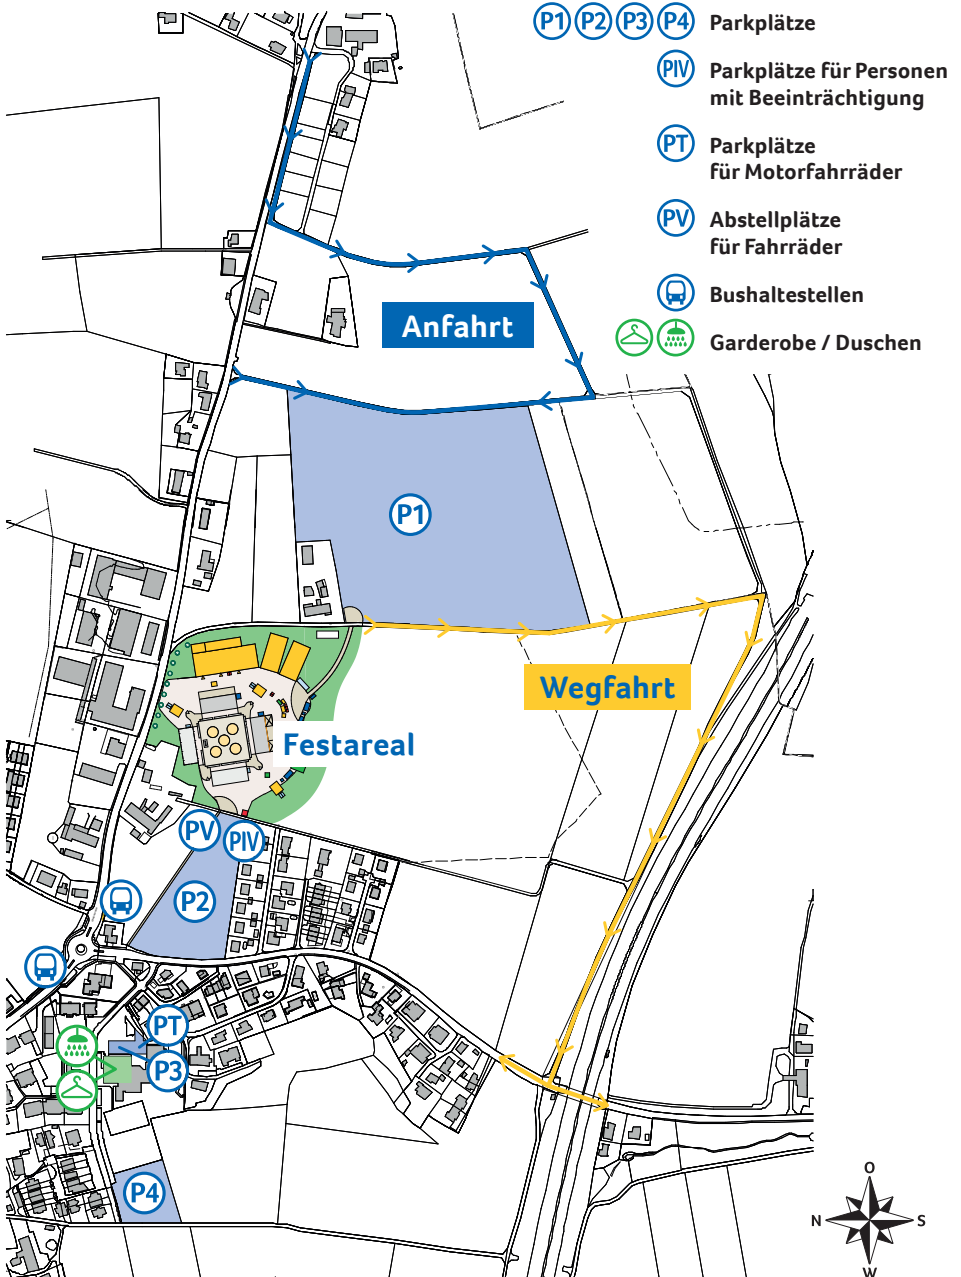 P1 P2 P3 P4 Parkplätze
PIV Parkplätze für Personen
mit Beeinträchtigung
PT Parkplätze
für Motorfahrräder
PV Abstellplätze
für Fahrräder
Bushaltestellen
Garderobe / Duschen
Anfahrt
P1
Wegfahrt
Festareal
PV PIV
P2
PT
P3
P4
O
N S
W